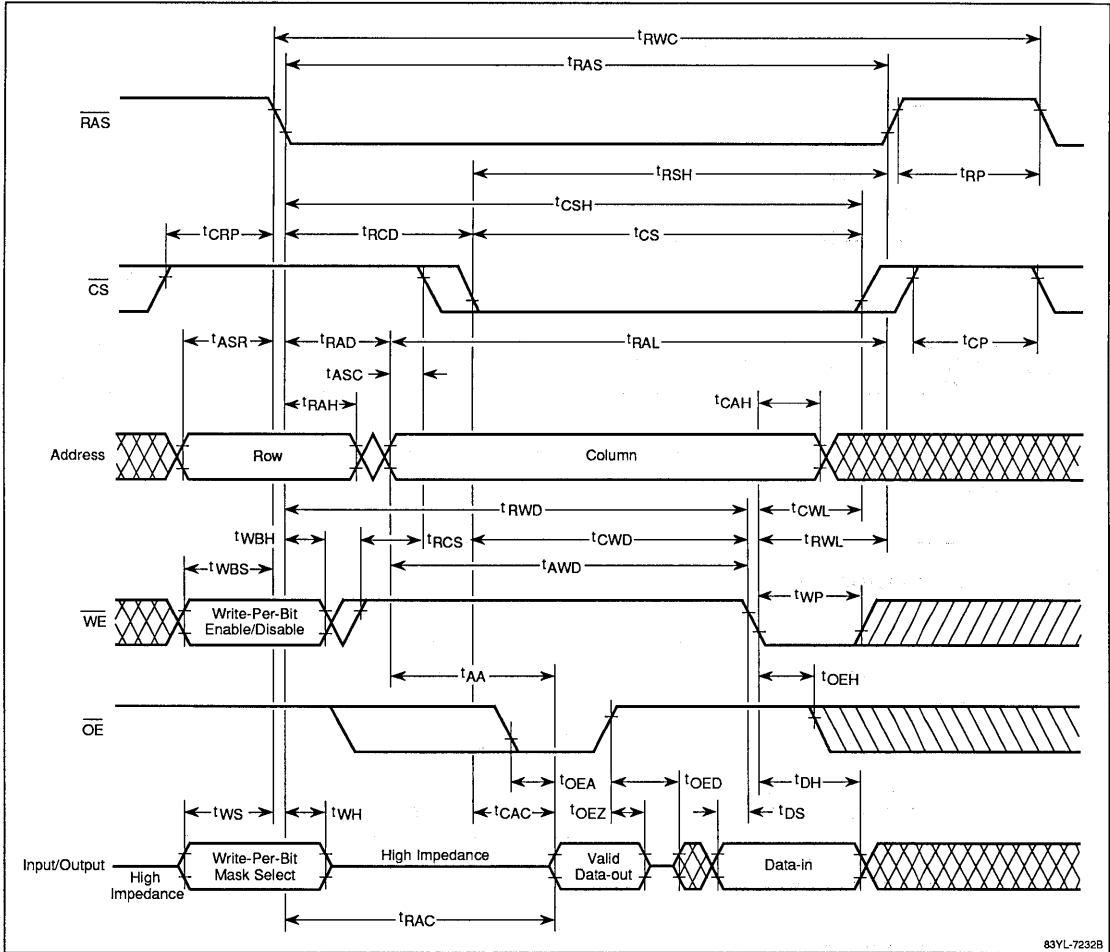 tRWC
tRAS
RAS
tRSH
tRP
tCSH
tCRP
tRCD
tCS
CS
tASR
tRAD
tRAL
tCP
tASC
tRAH
tCAH
Address
Row
Column
tRWD
tCWL
tWBH
tRCS
tCWD
tRWL
tWBS
tAWD
tWP
WE
Write-Per-Bit
Enable/Disable
tAA
tOEH
OE
tOEA
tOED
tDH
tWS
tWH
tCAC
tOEZ
tDS
Input/Output
High
Impedance
Write-Per-Bit
Mask Select
High Impedance
Valid
Data-out
Data-in
tRAC
83YL-7232B